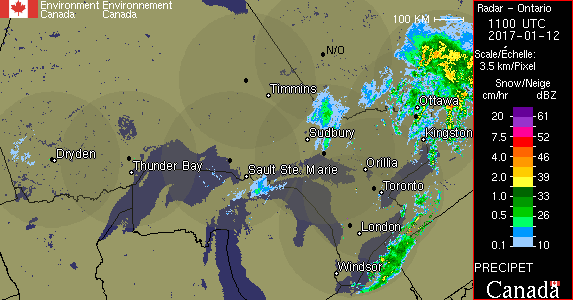 Environment Environnement
Canada Canada
100 KM
N/O
Timmins
Ottawa
Sudbury
Kingston
Dryden
Thunder Bay
Sault Ste. Marie
Orillia
Toronto
London
Windsor
Radar - Ontario
1100 UTC
2017-01-12
Scale/Échelle:
3.5 km/Pixel
Snow/Neige
cm/hr dBZ
20 61
7.5 52
4.0 46
2.0 39
1.0 33
0.5 26
0.1 10
PRECIPET
Canada